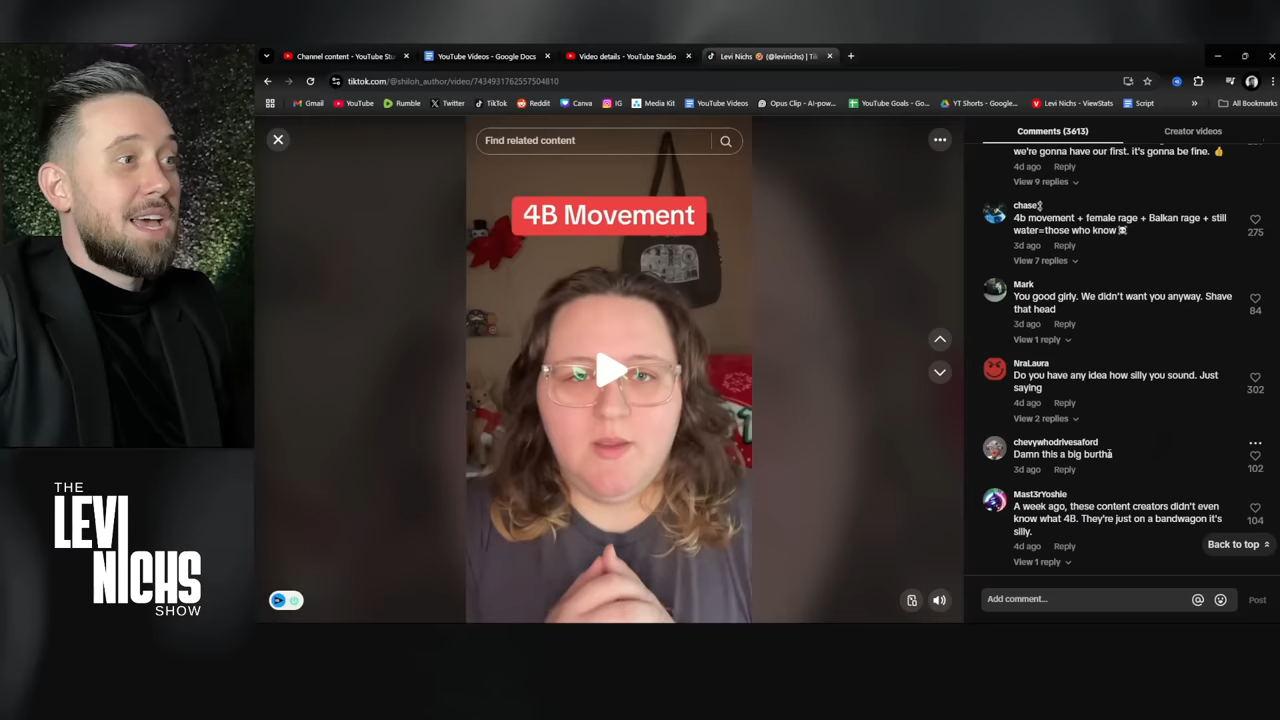 Channel content - YouTube Stu
YouTube Videos - Google Docs
Video details - YouTube Studio
Levi Nichs 🍪 (@levinichs) | Tik
tiktok.com/@shiloh_author/video/7434931762557504810
Gmail
YouTube
Rumble
Twitter
TikTok
Reddit
Canva
IG
Media Kit
YouTube Videos
Opus Clip - AI-pow...
YouTube Goals - Go...
YT Shorts - Google...
Levi Nichs - ViewStats
Script
All Bookmarks
Find related content
4B Movement
Comments (3613)
Creator videos
we're gonna have our first. it's gonna be fine. 👍
4d ago Reply
View 9 replies
chase
4b movement + female rage + Balkan rage + still
water=those who know ☠
275
3d ago Reply
View 7 replies
Mark
You good girly. We didn't want you anyway. Shave
that head
84
3d ago Reply
View 1 reply
NraLaura
Do you have any idea how silly you sound. Just
saying
302
4d ago Reply
View 2 replies
chevywhodrivesaford
Damn this a big burtha
102
3d ago Reply
Mast3rYoshie
A week ago, these content creators didn't even
know what 4B. They're just on a bandwagon it's
silly.
104
4d ago Reply
View 1 reply
Back to top
Add comment...
Post
THE
LEVI
NICHS
SHOW